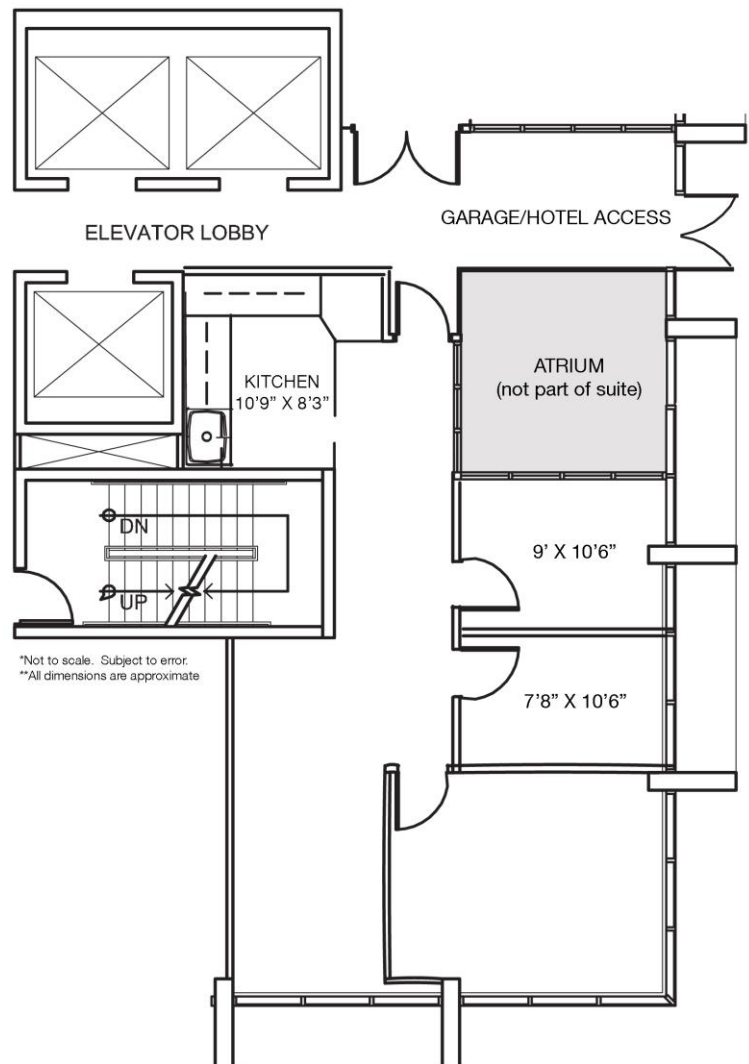 ELEVATOR LOBBY
GARAGE/HOTEL ACCESS
KITCHEN
10'9" X 8'3"
ATRIUM
(not part of suite)
DN
UP
9' X 10'6"
7'8" X 10'6"
*Not to scale. Subject to error.
**All dimensions are approximate